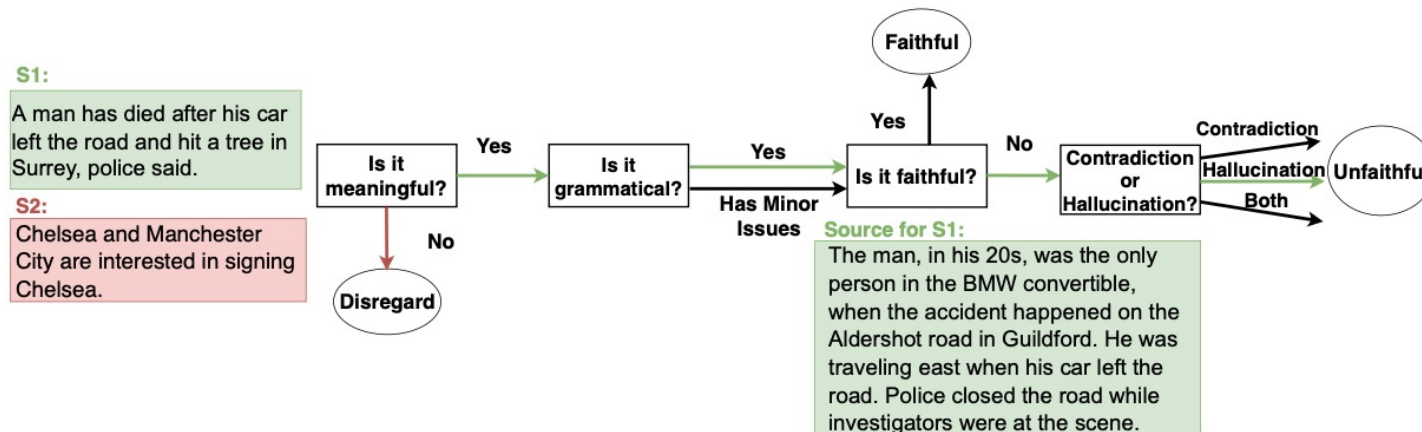 S1:
A man has died after his car
left the road and hit a tree in
Surrey, police said.
S2:
Chelsea and Manchester
City are interested in signing
Chelsea.
Is it
meaningful?
Yes
No
Disregard
Is it
grammatical?
Yes
Has Minor
Issues
Faithful
Yes
Is it faithful?
No
Source for S1:
The man, in his 20s, was the only
person in the BMW convertible,
when the accident happened on the
Aldershot road in Guildford. He was
traveling east when his car left the
road. Police closed the road while
investigators were at the scene.
Contradiction
or
Hallucination?
Contradiction
Hallucination
Both
Unfaithful